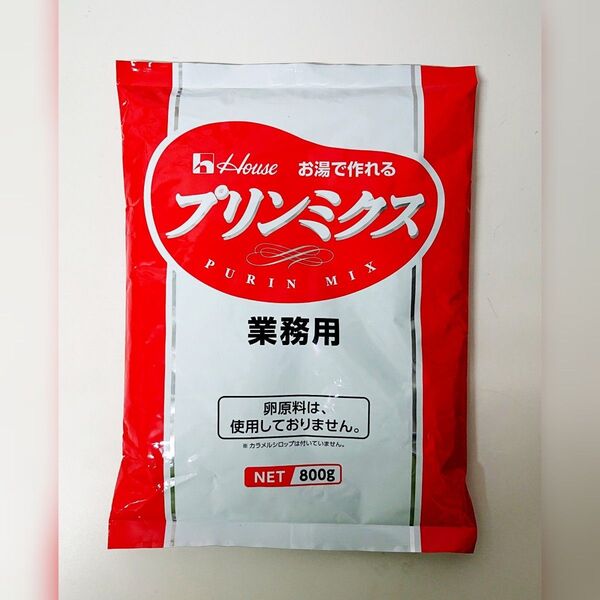 House お湯で作れる
プリンミクス
PURIN MIX
業務用
卵原料は、
使用しておりません。
※カラメルシロップは付いていません。
NET 800g